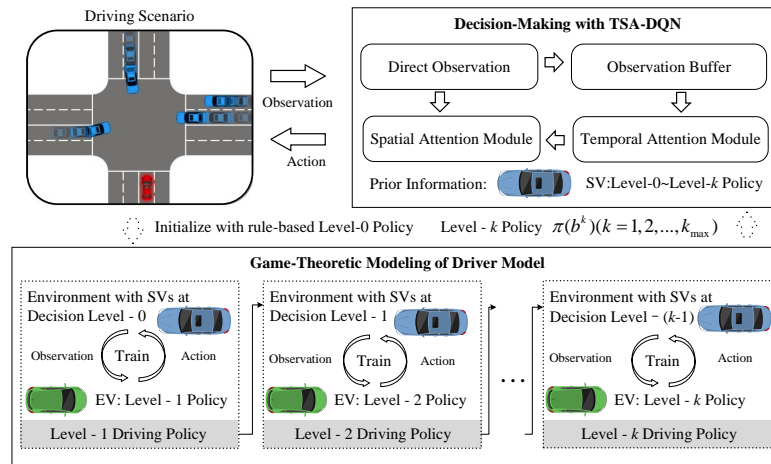 Driving Scenario
Observation
Action
Decision-Making with TSA-DQN
Direct Observation
Observation Buffer
Spatial Attention Module
Temporal Attention Module
Prior Information:
SV:Level-0~Level-k Policy
Initialize with rule-based Level-0 Policy
Level - k Policy π(b^k)(k = 1,2,...,k_max)
Game-Theoretic Modeling of Driver Model
Environment with SVs at
Decision Level - 0
Observation
Train
Action
EV: Level - 1 Policy
Level - 1 Driving Policy
Environment with SVs at
Decision Level - 1
Observation
Train
Action
EV: Level - 2 Policy
Level - 2 Driving Policy
...
Environment with SVs at
Decision Level - (k-1)
Observation
Train
Action
EV: Level - k Policy
Level - k Driving Policy